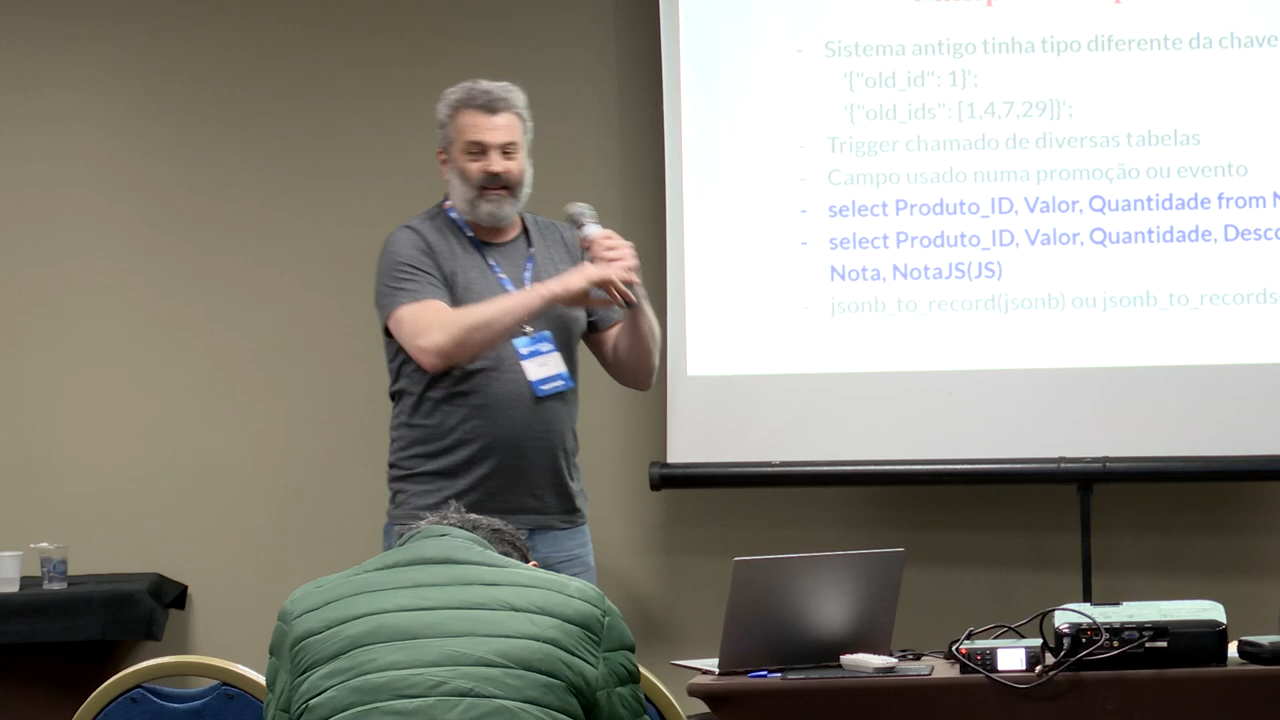 - Sistema antigo tinha tipo diferente da chave
'{"old_id": 1}';
'{"old_ids": [1,4,7,29]}';
- Trigger chamado de diversas tabelas
- Campo usado numa promoção ou evento
- select Produto_ID, Valor, Quantidade from
- select Produto_ID, Valor, Quantidade,
Nota, NotaJS(JS)
- jsonb_to_record(jsonb) ou jsonb_to_records